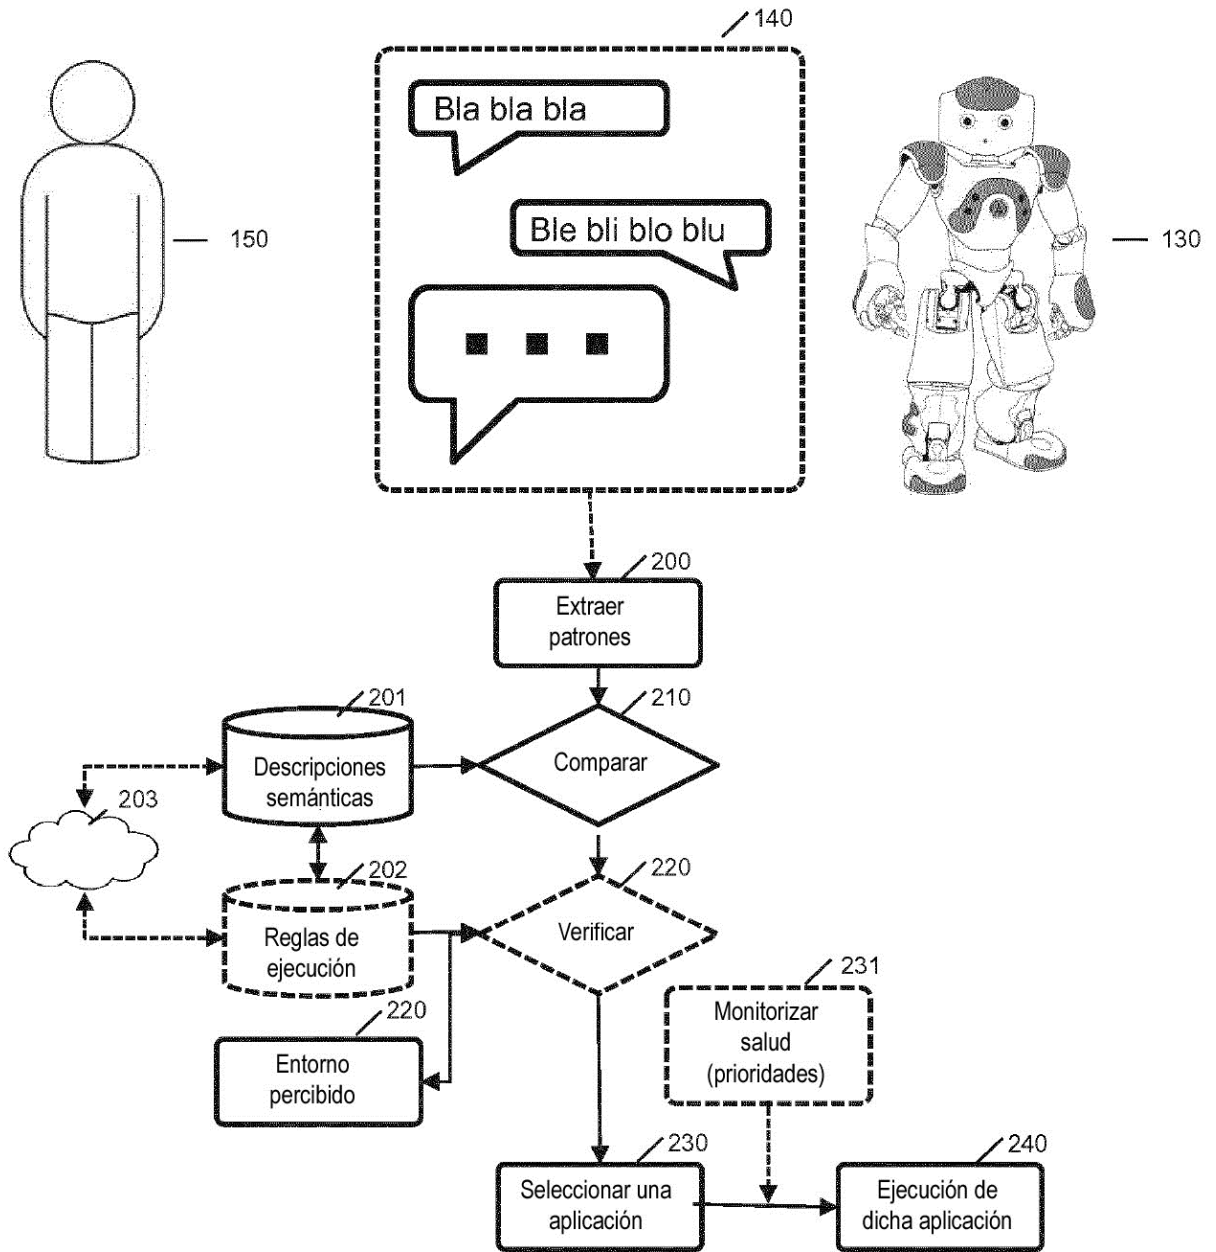 140
Bla bla bla
Ble bli blo blu
150
130
200
Extraer
patrones
201
210
Descripciones
semánticas
Comparar
203
202
220
Reglas de
ejecución
Verificar
220
231
Entorno
percibido
Monitorizar
salud
(prioridades)
230
240
Seleccionar una
aplicación
Ejecución de
dicha aplicación